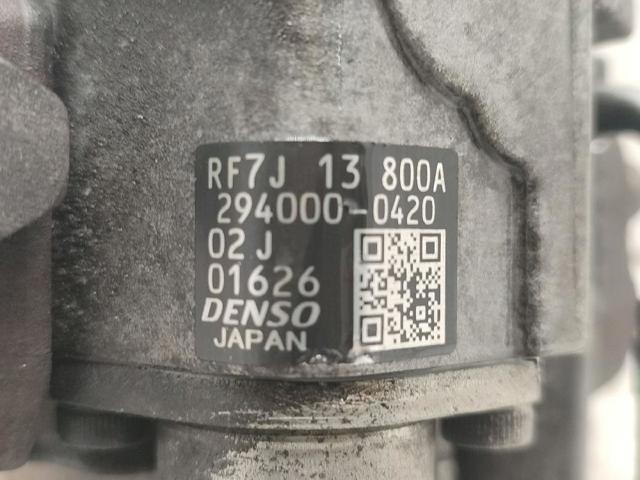 RF7J 13 800A
294000-0420
02 J
01626
DENSO
JAPAN